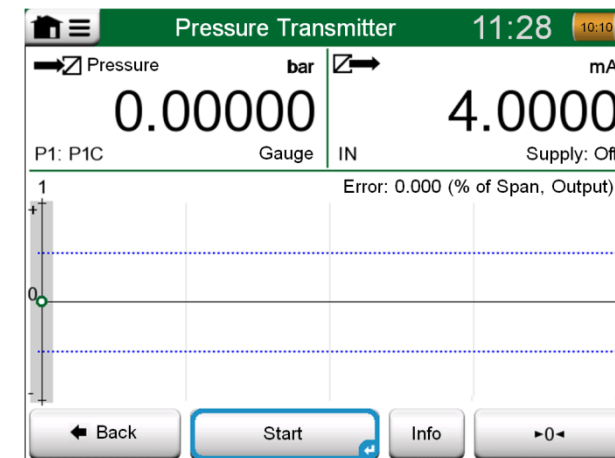 Pressure Transmitter 11:28 10:10
Pressure bar
0.00000
P1: P1C Gauge
mA
4.0000
IN Supply: Off
1 Error: 0.000 (% of Span, Output)
+
0
-
Back Start Info ►0◄